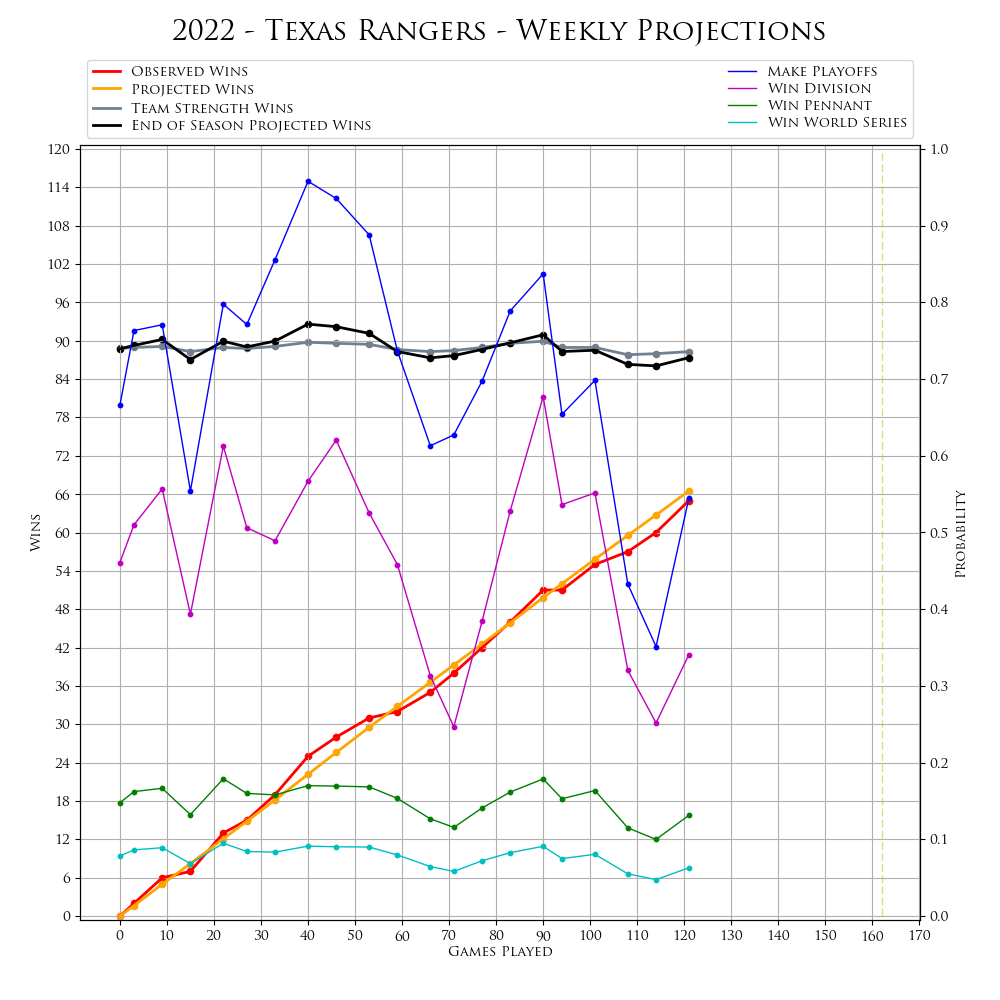 2022 - Texas Rangers - Weekly Projections
Observed Wins
Projected Wins
Team Strength Wins
End of Season Projected Wins
Make Playoffs
Win Division
Win Pennant
Win World Series
120
114
108
102
96
90
84
78
72
66
60
54
48
42
36
30
24
18
12
6
0
Wins
1.0
0.9
0.8
0.7
0.6
0.5
0.4
0.3
0.2
0.1
0.0
Probability
0 10 20 30 40 50 60 70 80 90 100 110 120 130 140 150 160 170
Games Played